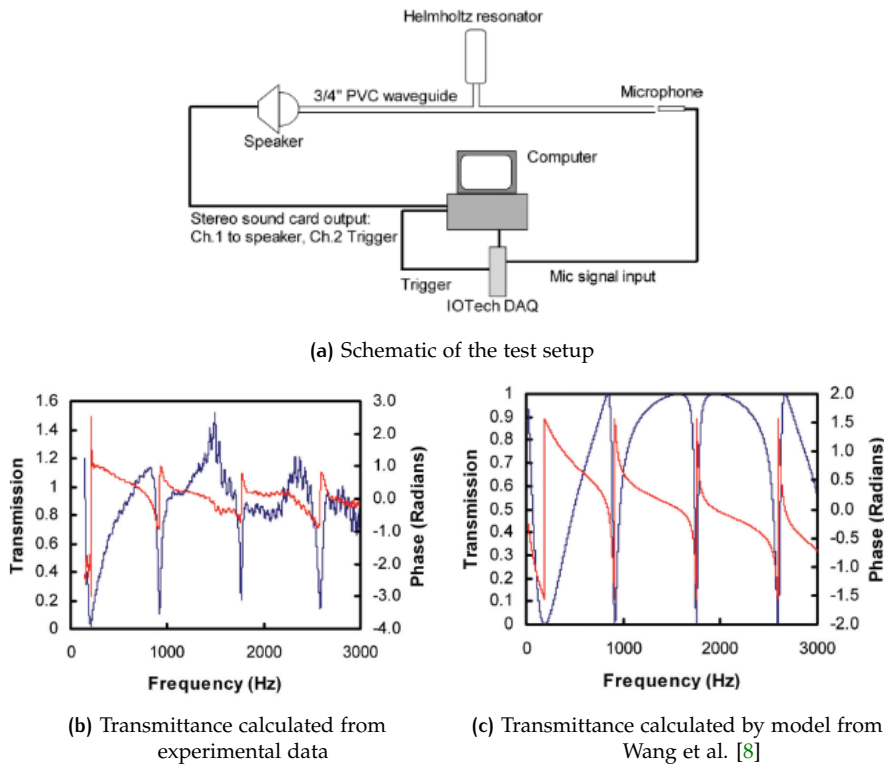 Helmholtz resonator
3/4" PVC waveguide
Microphone
Speaker
Computer
Stereo sound card output:
Ch.1 to speaker, Ch.2 Trigger
Trigger
Mic signal input
IOTech DAQ
(a) Schematic of the test setup
Transmission
1.6
1.4
1.2
1
0.8
0.6
0.4
0.2
0
3.0
2.0
1.0
0.0
-1.0
-2.0
-3.0
-4.0
Phase (Radians)
0 1000 2000 3000
Frequency (Hz)
(b) Transmittance calculated from
experimental data
Transmission
1
0.9
0.8
0.7
0.6
0.5
0.4
0.3
0.2
0.1
0
2.0
1.5
1.0
0.5
0.0
-0.5
-1.0
-1.5
-2.0
Phase (Radians)
0 1000 2000 3000
Frequency (Hz)
(c) Transmittance calculated by model from
Wang et al. [8]